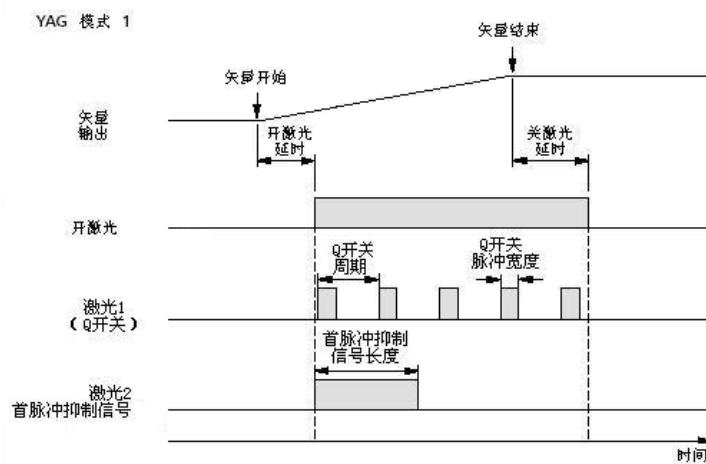 YAG 模式 1
矢量结束
矢量开始
矢量
输出
开激光
延时
关激光
延时
开激光
Q开关
周期
Q开关
脉冲宽度
激光1
(Q开关)
首脉冲抑制
信号长度
激光2
首脉冲抑制信号
时间